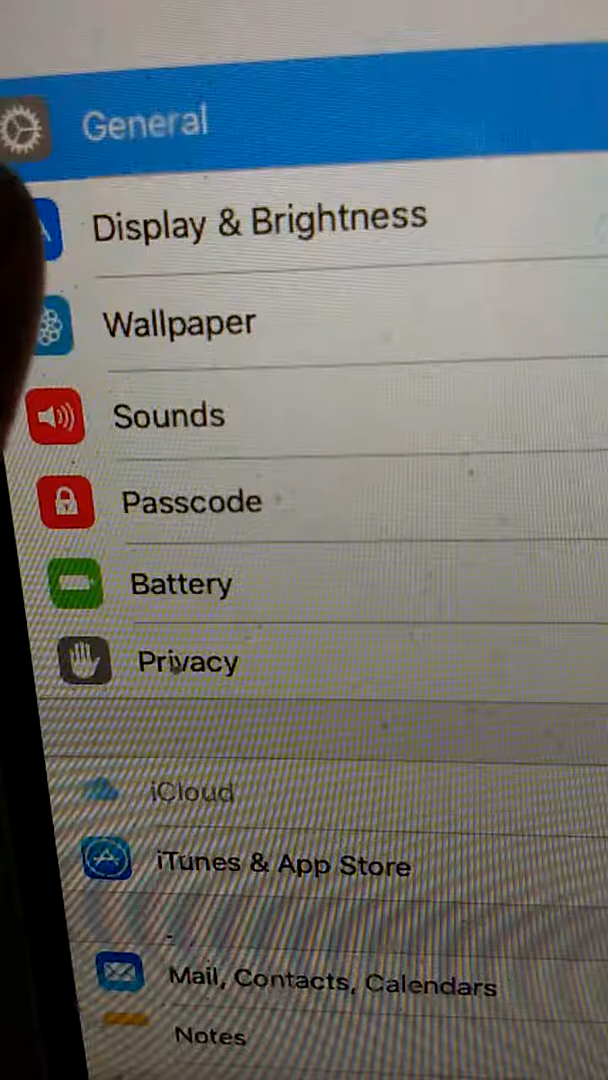 General
Display & Brightness
Wallpaper
Sounds
Passcode
Battery
Privacy
iCloud
iTunes & App Store
Mail, Contacts, Calendars
Notes